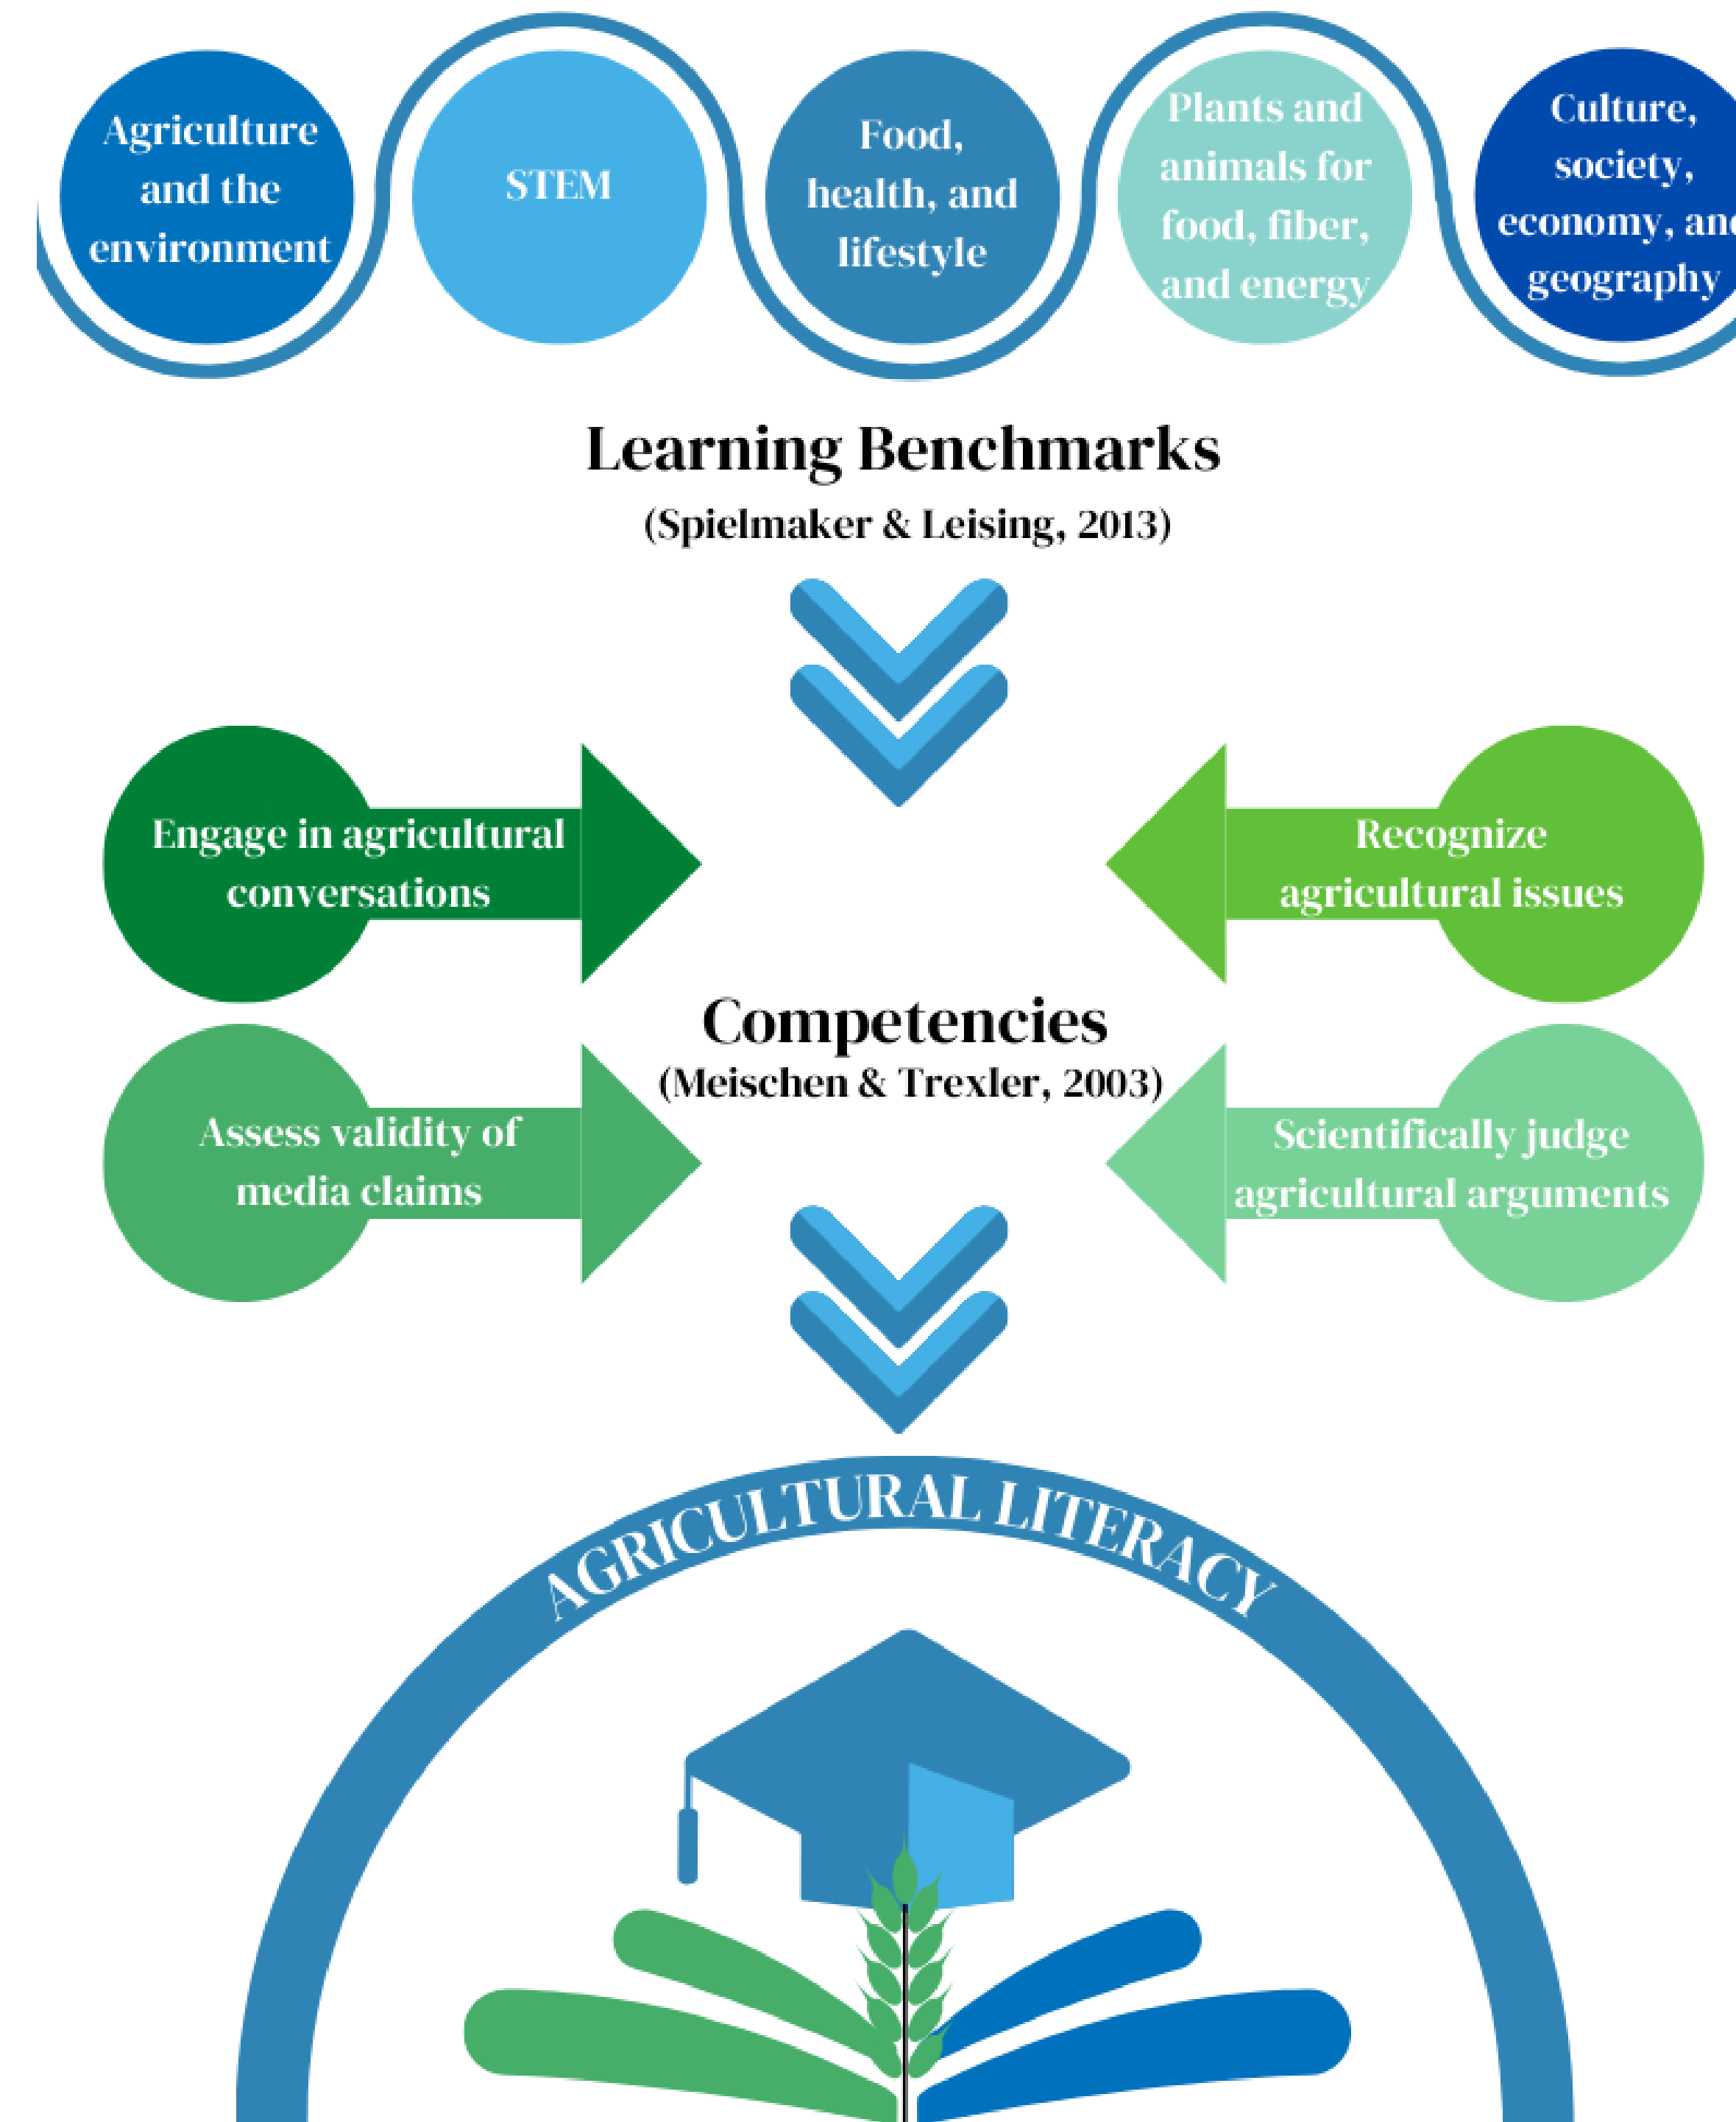 Agriculture
and the
environment
STEM
Food,
health, and
lifestyle
Plants and
animals for
food, fiber,
and energy
Culture,
society,
economy, and
geography
Learning Benchmarks
(Spielmaker & Leising, 2013)
Engage in agricultural
conversations
Recognize
agricultural issues
Competencies
(Meischen & Trexler, 2003)
Assess validity of
media claims
Scientifically judge
agricultural arguments
AGRICULTURAL LITERACY